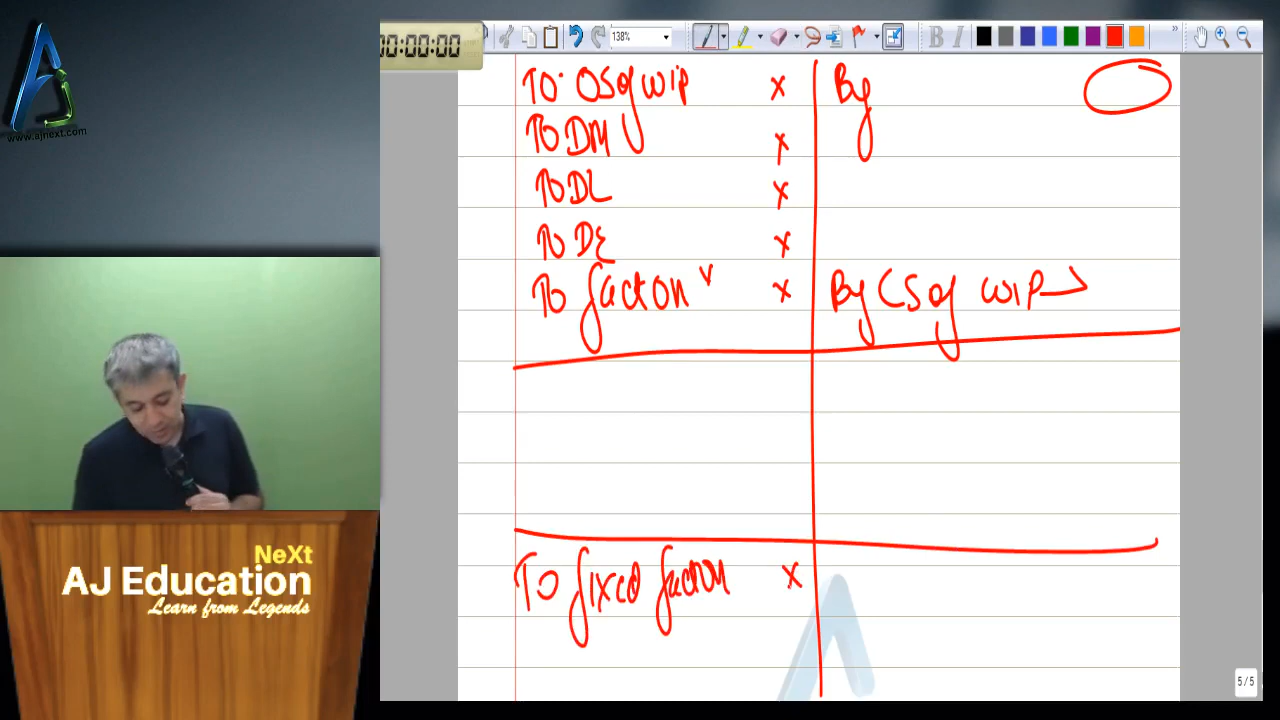 00:00:00
138%
www.ajnext.com
To OS of WIP x By
To DM x
To DL x
To DE x
To factory v x By CS of WIP
To fixed factory x
5/5
NeXt
AJ Education
Learn from Legends